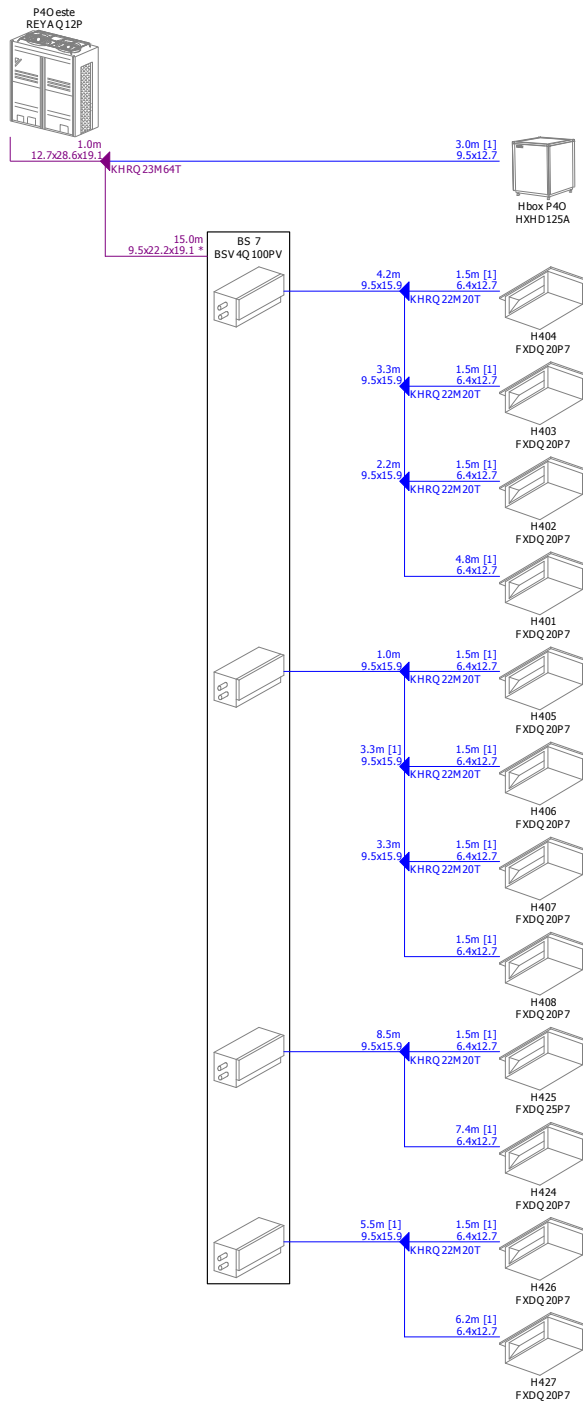 P4Oeste
REYAQ12P
1.0m
12.7x28.6x19.1
KHRQ23M64T
3.0m [1]
9.5x12.7
Hbox P4O
HXHD125A
15.0m
9.5x22.2x19.1 *
BS 7
BSV4Q100PV
4.2m
9.5x15.9
KHRQ22M20T
1.5m [1]
6.4x12.7
H404
FXDQ20P7
3.3m
9.5x15.9
KHRQ22M20T
1.5m [1]
6.4x12.7
H403
FXDQ20P7
2.2m
9.5x15.9
KHRQ22M20T
1.5m [1]
6.4x12.7
H402
FXDQ20P7
4.8m [1]
6.4x12.7
H401
FXDQ20P7
1.0m
9.5x15.9
KHRQ22M20T
1.5m [1]
6.4x12.7
H405
FXDQ20P7
3.3m [1]
9.5x15.9
KHRQ22M20T
1.5m [1]
6.4x12.7
H406
FXDQ20P7
3.3m
9.5x15.9
KHRQ22M20T
1.5m [1]
6.4x12.7
H407
FXDQ20P7
1.5m [1]
6.4x12.7
H408
FXDQ20P7
8.5m
9.5x15.9
KHRQ22M20T
1.5m [1]
6.4x12.7
H425
FXDQ25P7
7.4m [1]
6.4x12.7
H424
FXDQ20P7
5.5m [1]
9.5x15.9
KHRQ22M20T
1.5m [1]
6.4x12.7
H426
FXDQ20P7
6.2m [1]
6.4x12.7
H427
FXDQ20P7